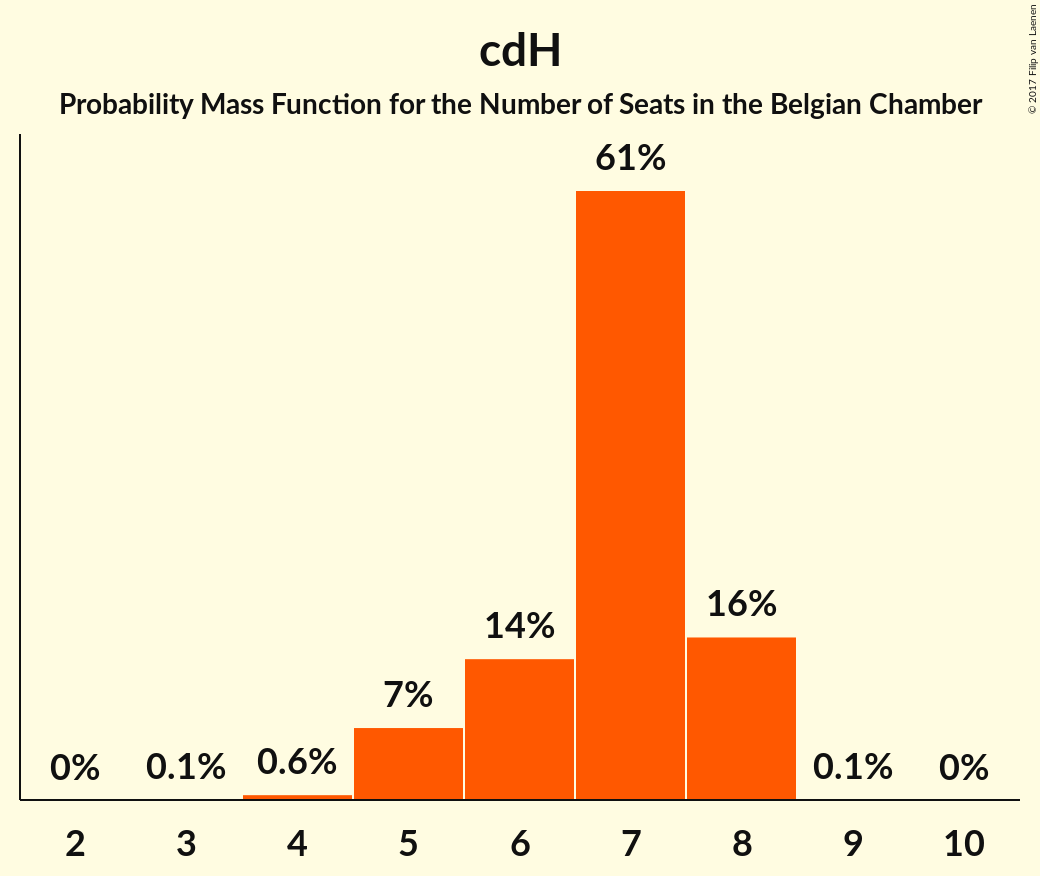 cdH
Probability Mass Function for the Number of Seats in the Belgian Chamber
© 2017 Filip van Laenen
61%
16%
14%
7%
0% 0.1% 0.6% 0.1% 0%
2 3 4 5 6 7 8 9 10